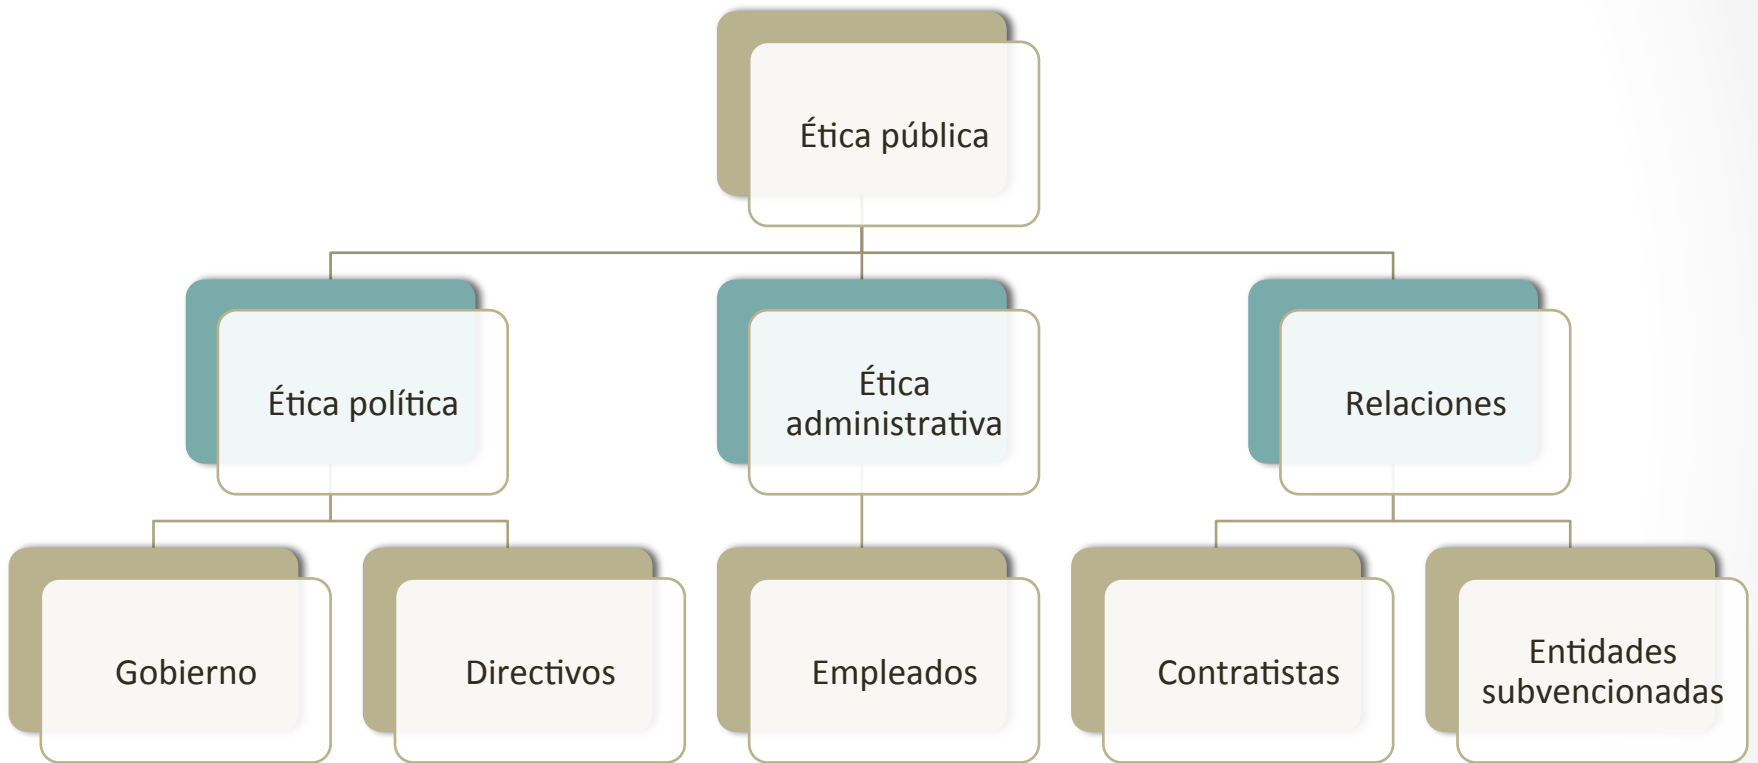 Ética pública
Ética política
Ética
administrativa
Relaciones
Gobierno
Directivos
Empleados
Contratistas
Entidades
subvencionadas